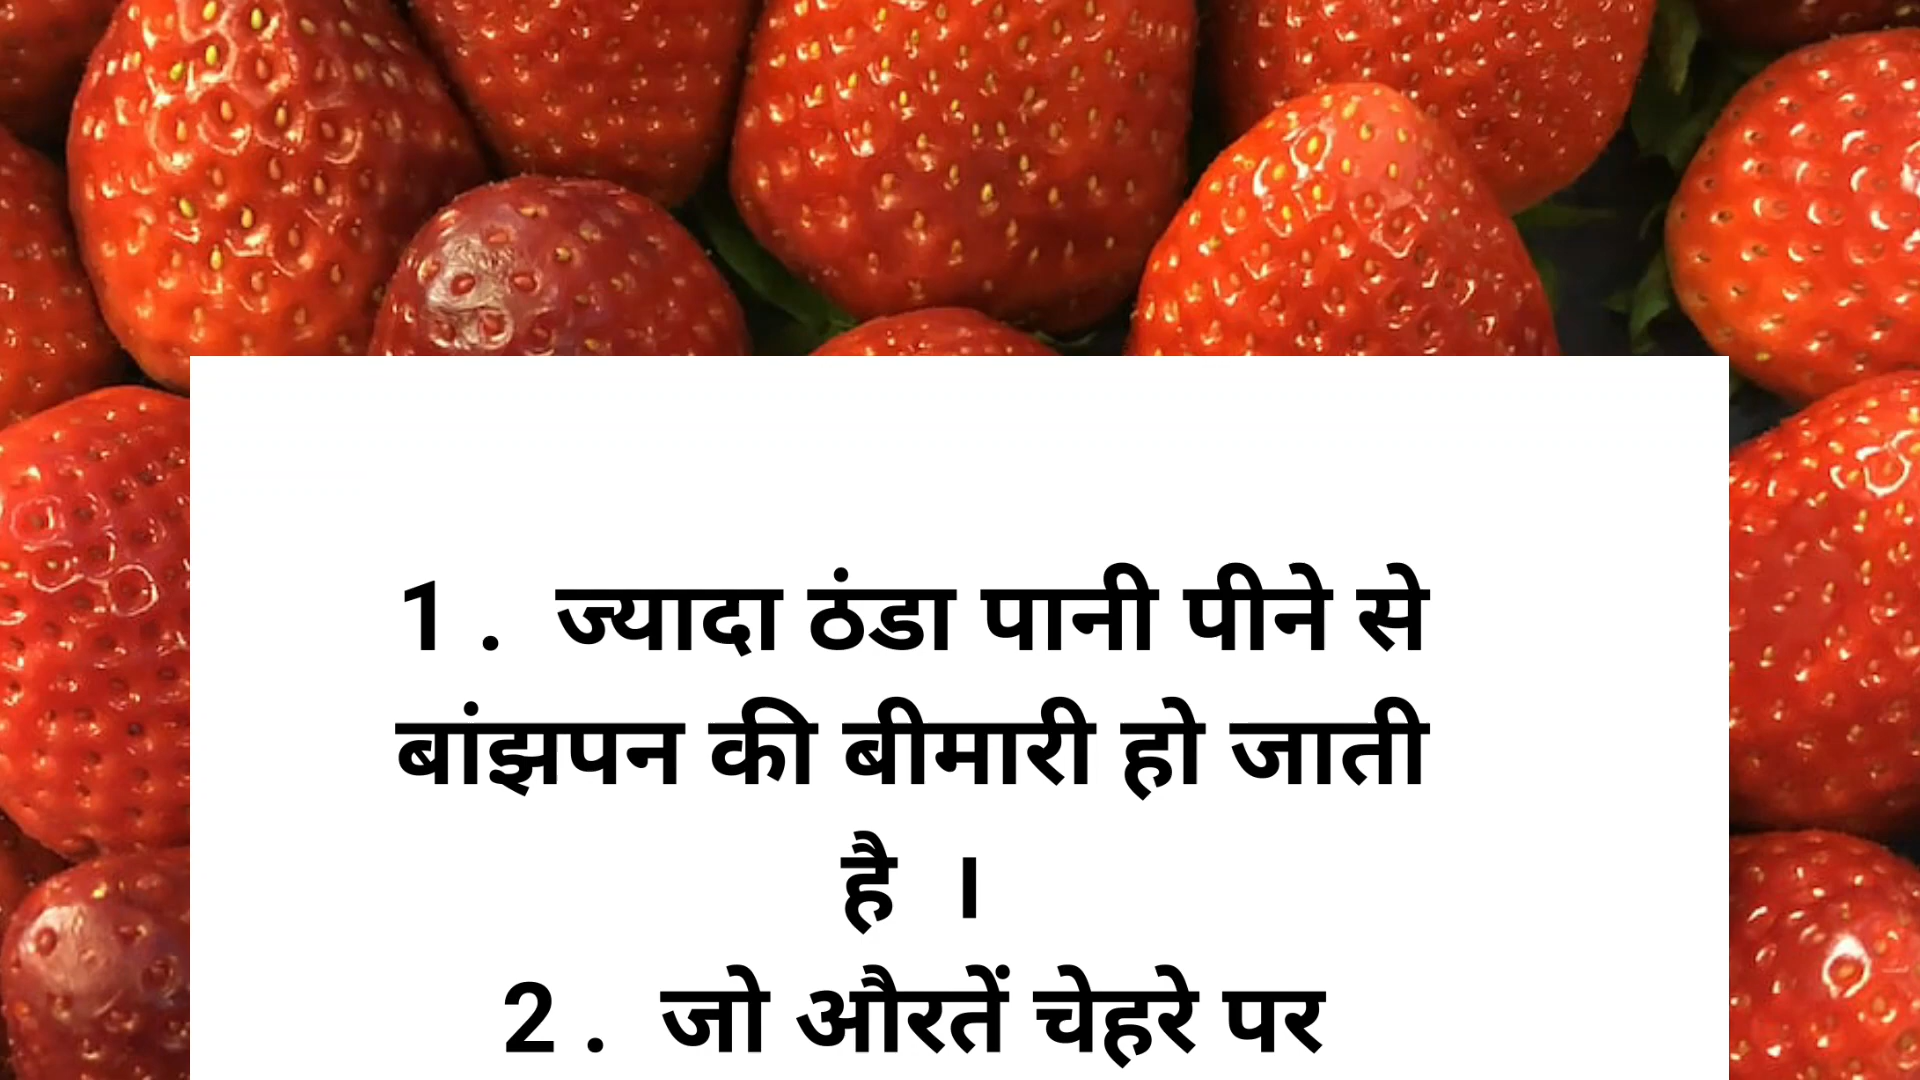 1 .  ज्यादा ठंडा पानी पीने से
बांझपन की बीमारी हो जाती
है  ।
2 .  जो औरतें चेहरे पर